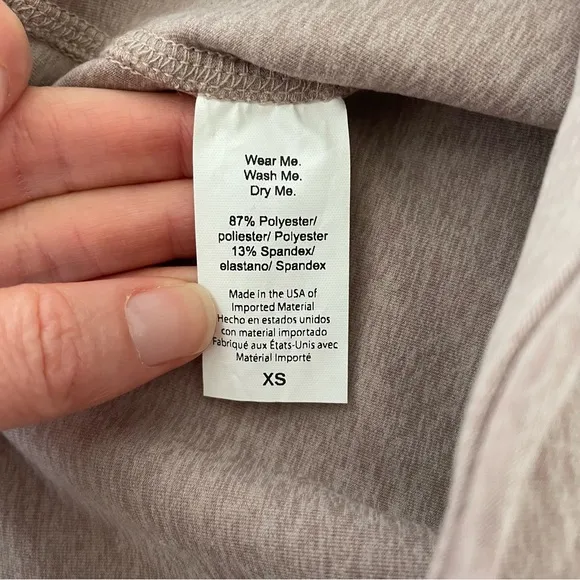 Wear Me.
Wash Me.
Dry Me.
87% Polyester/
poliester/ Polyester
13% Spandex/
elastano/ Spandex
Made in the USA of
Imported Material
Hecho en estados unidos
con material importado
Fabriqué aux États-Unis avec
Matérial Importé
XS